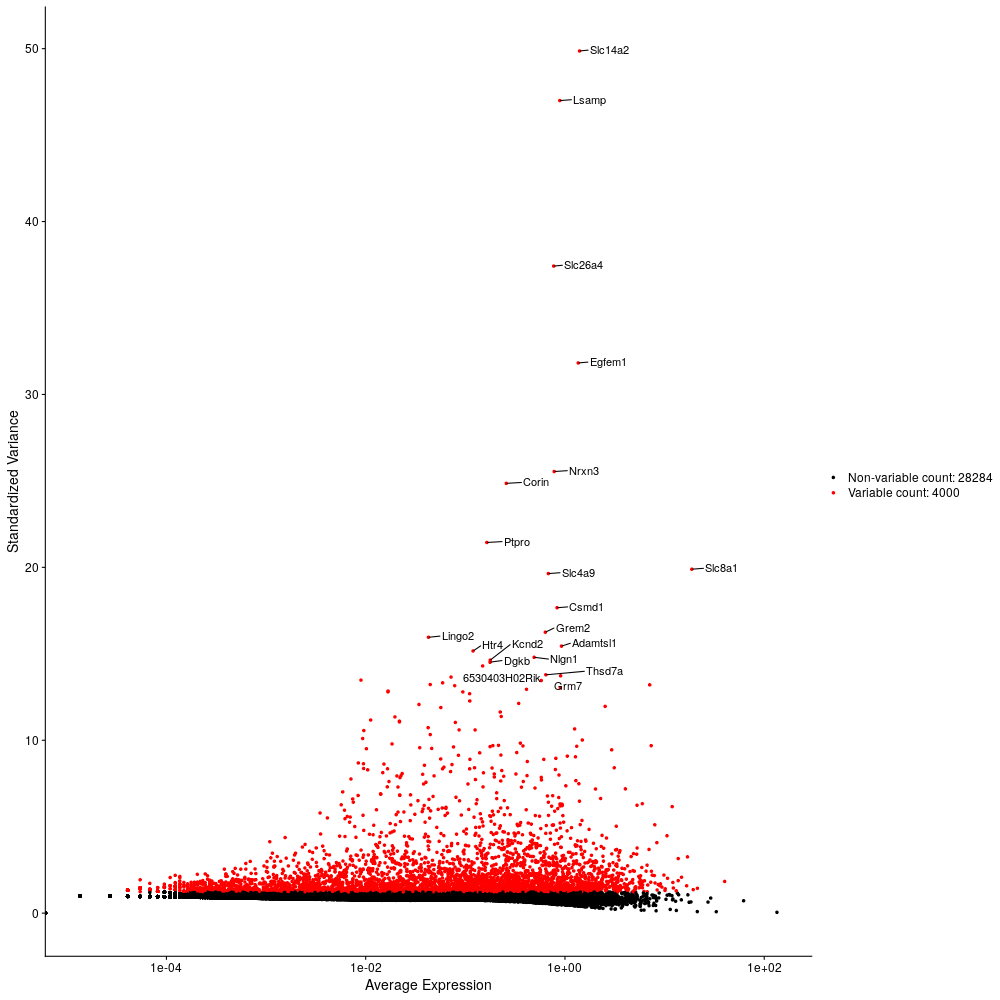 50
Slc14a2
Lsamp
40
Slc26a4
Egfem1
30
Nrxn3
Corin
Non-variable count: 28284
Variable count: 4000
Standardized Variance
Ptpro
20
Slc8a1
Slc4a9
Csmd1
Grem2
Lingo2
Htr4
Kcnd2
Adamtsl1
Dgkb
Nlgn1
Thsd7a
6530403H02Rik
Grm7
10
0
1e-04
1e-02
1e+00
1e+02
Average Expression